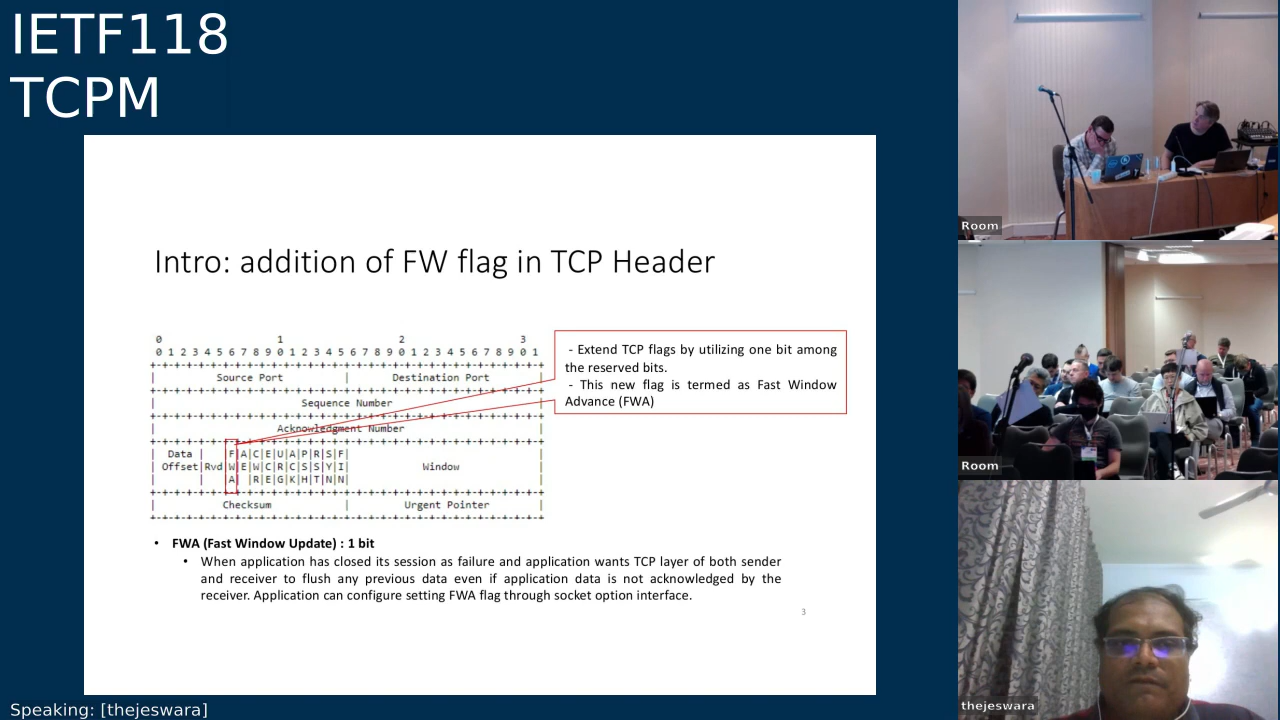 IETF118
TCPM
Intro: addition of FW flag in TCP Header
0 1 2 3
0 1 2 3 4 5 6 7 8 9 0 1 2 3 4 5 6 7 8 9 0 1 2 3 4 5 6 7 8 9 0 1
+-+-+-+-+-+-+-+-+-+-+-+-+-+-+-+-+-+-+-+-+-+-+-+-+-+-+-+-+-+-+-+-+
| Source Port | Destination Port |
+-+-+-+-+-+-+-+-+-+-+-+-+-+-+-+-+-+-+-+-+-+-+-+-+-+-+-+-+-+-+-+-+
| Sequence Number |
+-+-+-+-+-+-+-+-+-+-+-+-+-+-+-+-+-+-+-+-+-+-+-+-+-+-+-+-+-+-+-+-+
| Acknowledgment Number |
+-+-+-+-+-+-+-+-+-+-+-+-+-+-+-+-+-+-+-+-+-+-+-+-+-+-+-+-+-+-+-+-+
| Data | |F|A|C|E|U|A|P|R|S|F| |
| Offset|Rvd|W|E|W|C|R|C|S|S|Y|I| Window |
| | |A| |R|E|G|K|H|T|N|N| |
+-+-+-+-+-+-+-+-+-+-+-+-+-+-+-+-+-+-+-+-+-+-+-+-+-+-+-+-+-+-+-+-+
| Checksum | Urgent Pointer |
+-+-+-+-+-+-+-+-+-+-+-+-+-+-+-+-+-+-+-+-+-+-+-+-+-+-+-+-+-+-+-+-+
- Extend TCP flags by utilizing one bit among
the reserved bits.
- This new flag is termed as Fast Window
Advance (FWA)
• FWA (Fast Window Update) : 1 bit
• When application has closed its session as failure and application wants TCP layer of both sender
and receiver to flush any previous data even if application data is not acknowledged by the
receiver. Application can configure setting FWA flag through socket option interface.
3
Room
Room
thejeswara
Speaking: [thejeswara]